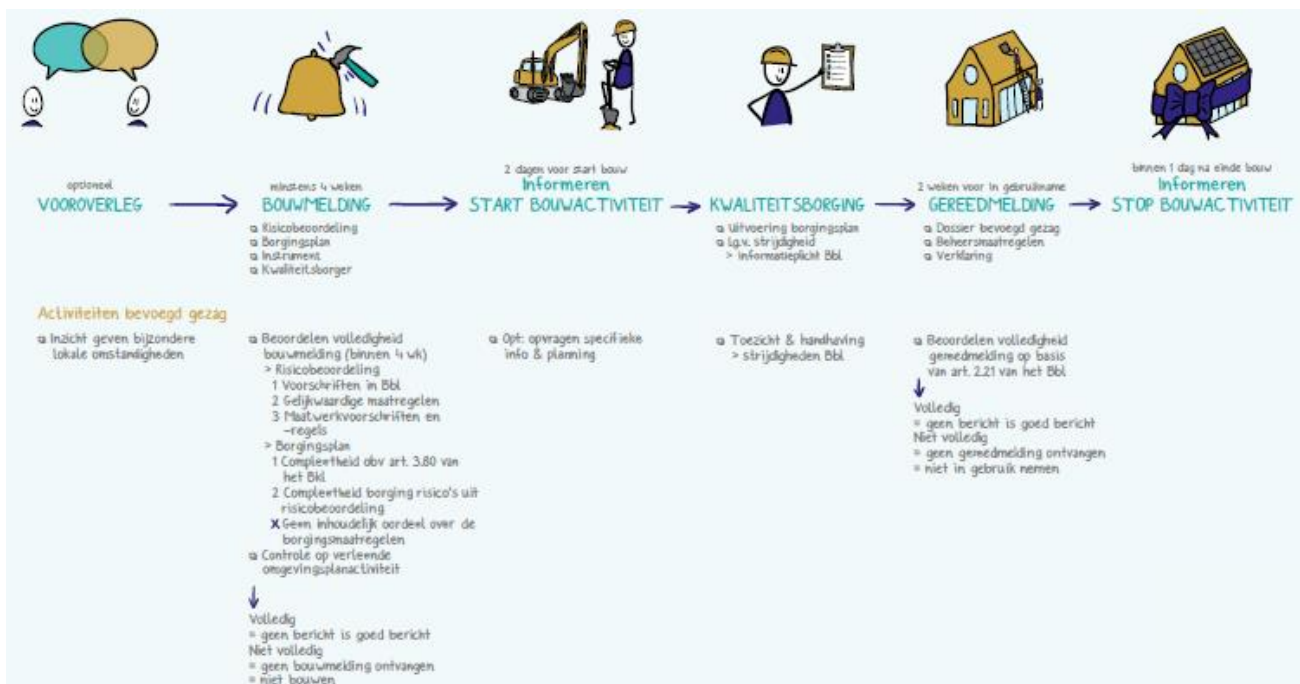 optioneel
VOOROVERLEG
minstens 4 weken
BOUWMELDING
Risicobeoordeling
Borgingsplan
Instrument
Kwaliteitsborger
2 dagen voor start bouw
Informeren
START BOUWACTIVITEIT
KWALITEITSBORGING
Uitvoering borgingsplan
I.g.v. strijdigheid
> informatieplicht Bbl
2 weken voor in gebruikname
GEREEDMELDING
Dossier bevoegd gezag
Beheersmaatregelen
Verklaring
binnen 1 dag na einde bouw
Informeren
STOP BOUWACTIVITEIT
Activiteiten bevoegd gezag
Inzicht geven bijzondere
lokale omstandigheden
Beoordelen volledigheid
bouwmelding (binnen 4 wk)
> Risicobeoordeling
1 Voorschriften in Bbl
2 Gelijkwaardige maatregelen
3 Maatwerkvoorschriften en
-regels
> Borgingsplan
1 Compleetheid obv art. 3.80 van
het Bkl
2 Compleetheid borging risico's uit
risicobeoordeling
X Geen inhoudelijk oordeel over de
borgingsmaatregelen
Controle op verleende
omgevingsplanactiviteit
Volledig
= geen bericht is goed bericht
Niet volledig
= geen bouwmelding ontvangen
= niet bouwen
Opt: opvragen specifieke
info & planning
Toezicht & handhaving
> strijdigheden Bbl
Beoordelen volledigheid
gereedmelding op basis
van art. 2.21 van het Bbl
Volledig
= geen bericht is goed bericht
Niet volledig
= geen gereedmelding ontvangen
= niet in gebruik nemen